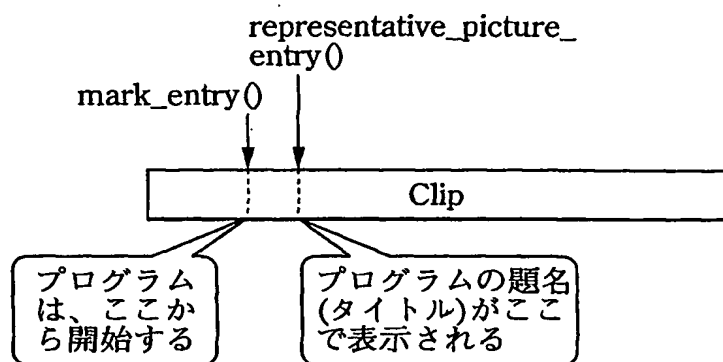 representative_picture_
entry()
mark_entry()
Clip
プログラム
は、ここか
ら開始する
プログラムの題名
(タイトル)がここ
で表示される